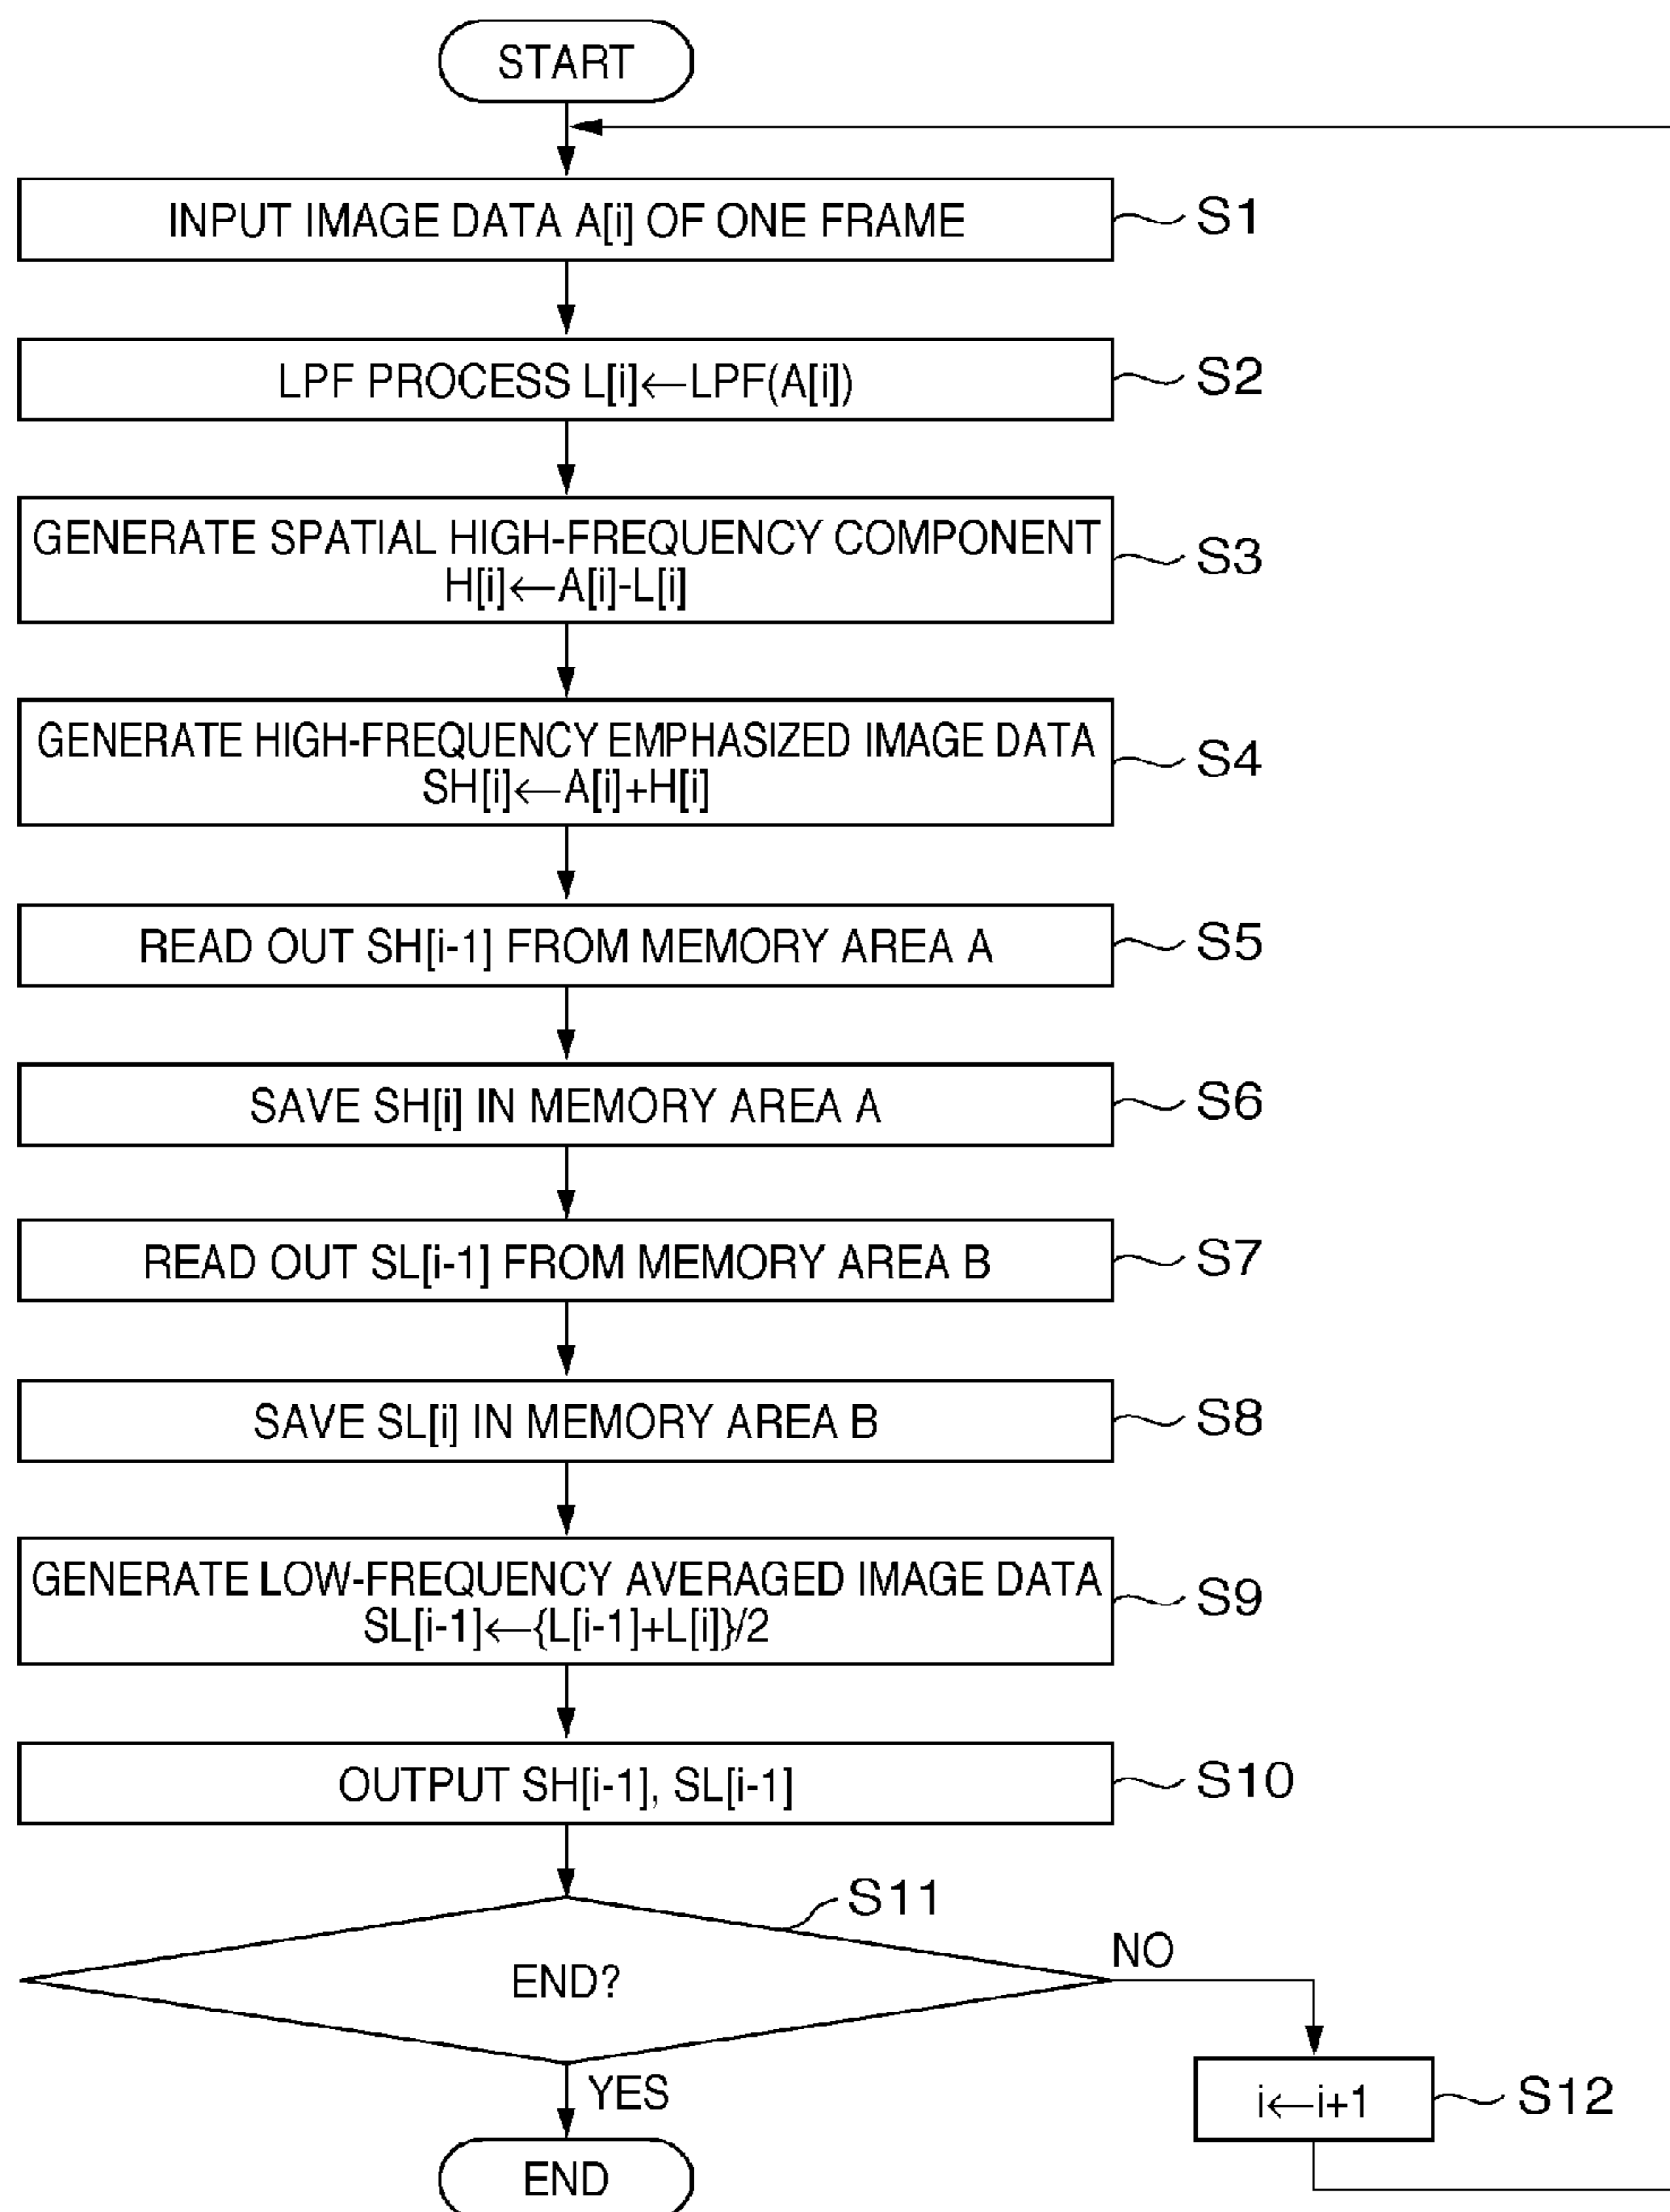 START
INPUT IMAGE DATA A[i] OF ONE FRAME
S1
LPF PROCESS L[i]←LPF(A[i])
S2
GENERATE SPATIAL HIGH-FREQUENCY COMPONENT
H[i]←A[i]-L[i]
S3
GENERATE HIGH-FREQUENCY EMPHASIZED IMAGE DATA
SH[i]←A[i]+H[i]
S4
READ OUT SH[i-1] FROM MEMORY AREA A
S5
SAVE SH[i] IN MEMORY AREA A
S6
READ OUT SL[i-1] FROM MEMORY AREA B
S7
SAVE SL[i] IN MEMORY AREA B
S8
GENERATE LOW-FREQUENCY AVERAGED IMAGE DATA
SL[i-1]←{L[i-1]+L[i]}/2
S9
OUTPUT SH[i-1], SL[i-1]
S10
S11
END?
NO
YES
i←i+1
S12
END